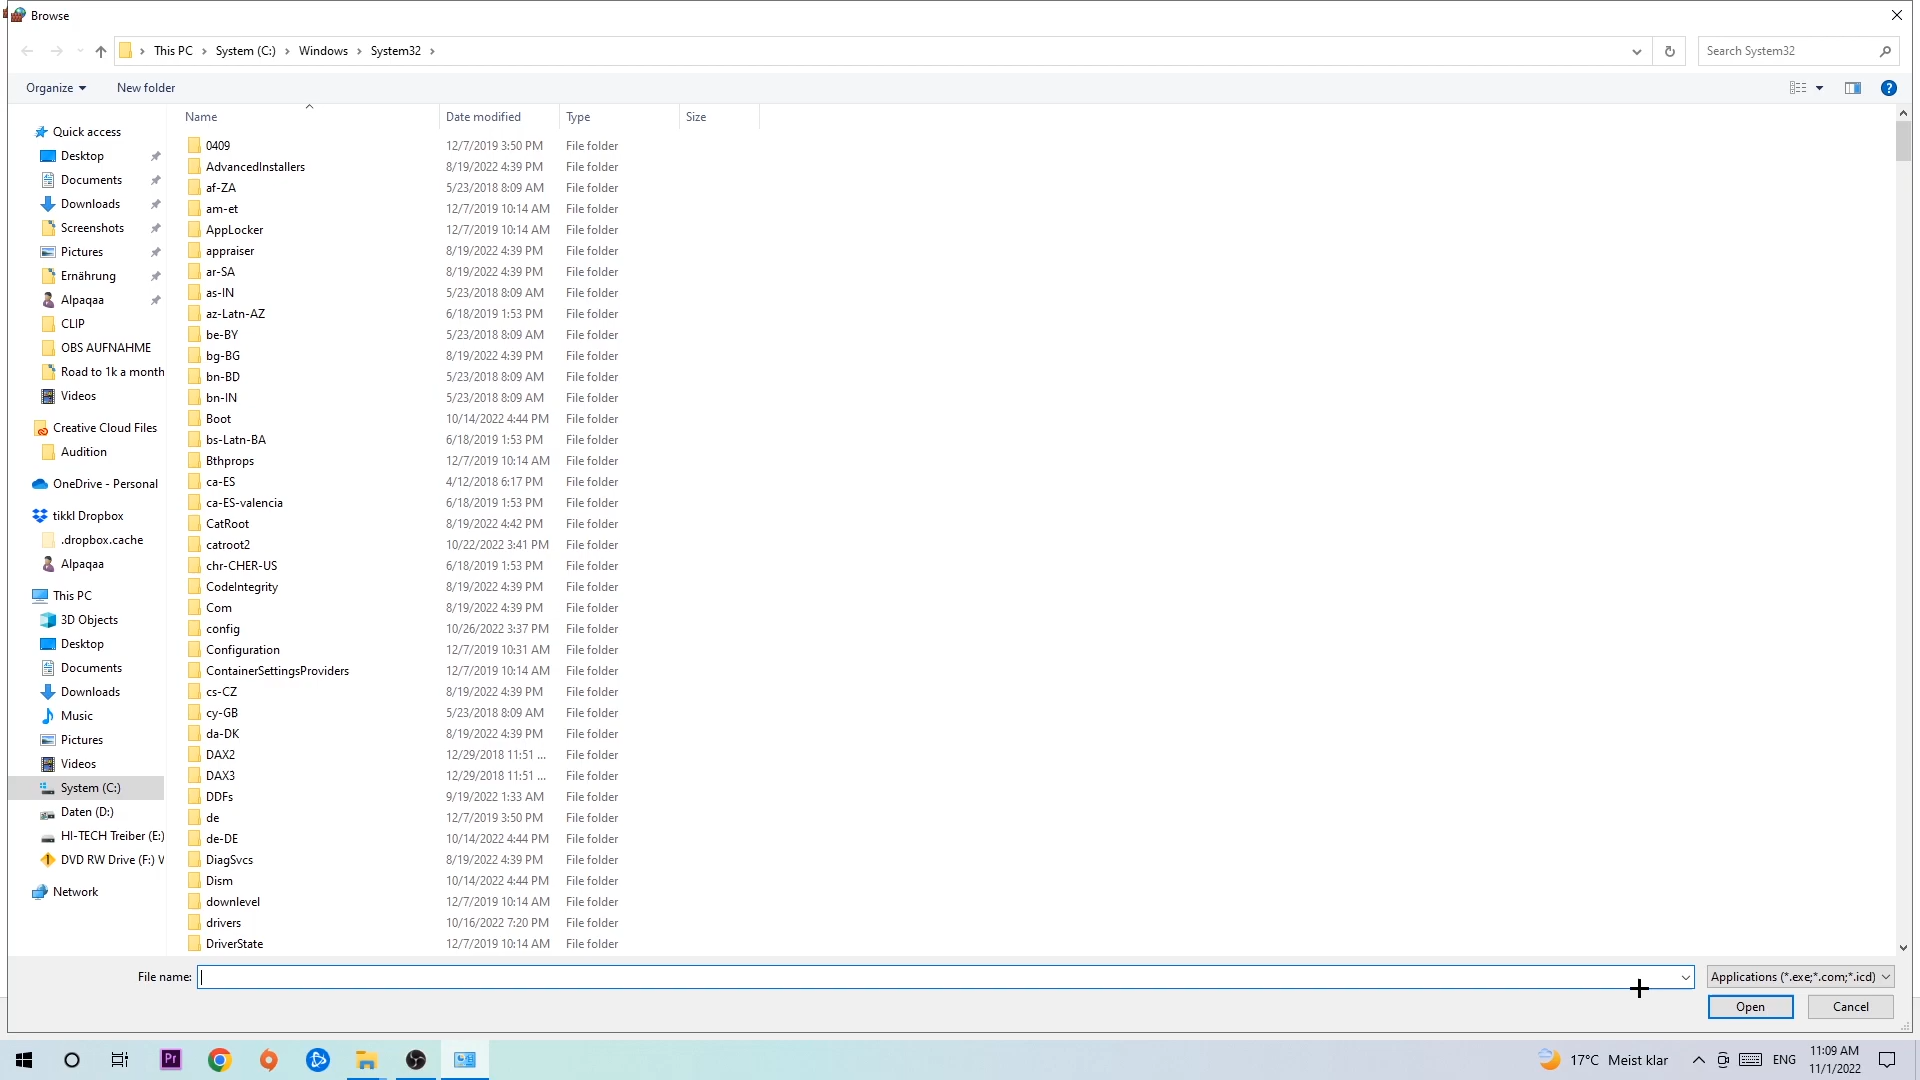 Browse
This PC
System (C:)
Windows
System32
Search System32
Organize
New folder
Name
Date modified
Type
Size
Quick access
Desktop
Documents
Downloads
Screenshots
Pictures
Ernährung
Alpaqaa
CLIP
OBS AUFNAHME
Road to 1k a month
Videos
Creative Cloud Files
Audition
OneDrive - Personal
tikkl Dropbox
.dropbox.cache
Alpaqaa
This PC
3D Objects
Desktop
Documents
Downloads
Music
Pictures
Videos
System (C:)
Daten (D:)
HI-TECH Treiber (E:)
DVD RW Drive (F:) V
Network
0409 12/7/2019 3:50 PM File folder
AdvancedInstallers 8/19/2022 4:39 PM File folder
af-ZA 5/23/2018 8:09 AM File folder
am-et 12/7/2019 10:14 AM File folder
AppLocker 12/7/2019 10:14 AM File folder
appraiser 8/19/2022 4:39 PM File folder
ar-SA 8/19/2022 4:39 PM File folder
as-IN 5/23/2018 8:09 AM File folder
az-Latn-AZ 6/18/2019 1:53 PM File folder
be-BY 5/23/2018 8:09 AM File folder
bg-BG 8/19/2022 4:39 PM File folder
bn-BD 5/23/2018 8:09 AM File folder
bn-IN 5/23/2018 8:09 AM File folder
Boot 10/14/2022 4:44 PM File folder
bs-Latn-BA 6/18/2019 1:53 PM File folder
Bthprops 12/7/2019 10:14 AM File folder
ca-ES 4/12/2018 6:17 PM File folder
ca-ES-valencia 6/18/2019 1:53 PM File folder
CatRoot 8/19/2022 4:42 PM File folder
catroot2 10/22/2022 3:41 PM File folder
chr-CHER-US 6/18/2019 1:53 PM File folder
CodeIntegrity 8/19/2022 4:39 PM File folder
Com 8/19/2022 4:39 PM File folder
config 10/26/2022 3:37 PM File folder
Configuration 12/7/2019 10:31 AM File folder
ContainerSettingsProviders 12/7/2019 10:14 AM File folder
cs-CZ 8/19/2022 4:39 PM File folder
cy-GB 5/23/2018 8:09 AM File folder
da-DK 8/19/2022 4:39 PM File folder
DAX2 12/29/2018 11:51 ... File folder
DAX3 12/29/2018 11:51 ... File folder
DDFs 9/19/2022 1:33 AM File folder
de 12/7/2019 3:50 PM File folder
de-DE 10/14/2022 4:44 PM File folder
DiagSvcs 8/19/2022 4:39 PM File folder
Dism 10/14/2022 4:44 PM File folder
downlevel 12/7/2019 10:14 AM File folder
drivers 10/16/2022 7:20 PM File folder
DriverState 12/7/2019 10:14 AM File folder
File name:
Applications (*.exe;*.com;*.icd)
Open
Cancel
Pr
17°C Meist klar
ENG
11:09 AM
11/1/2022